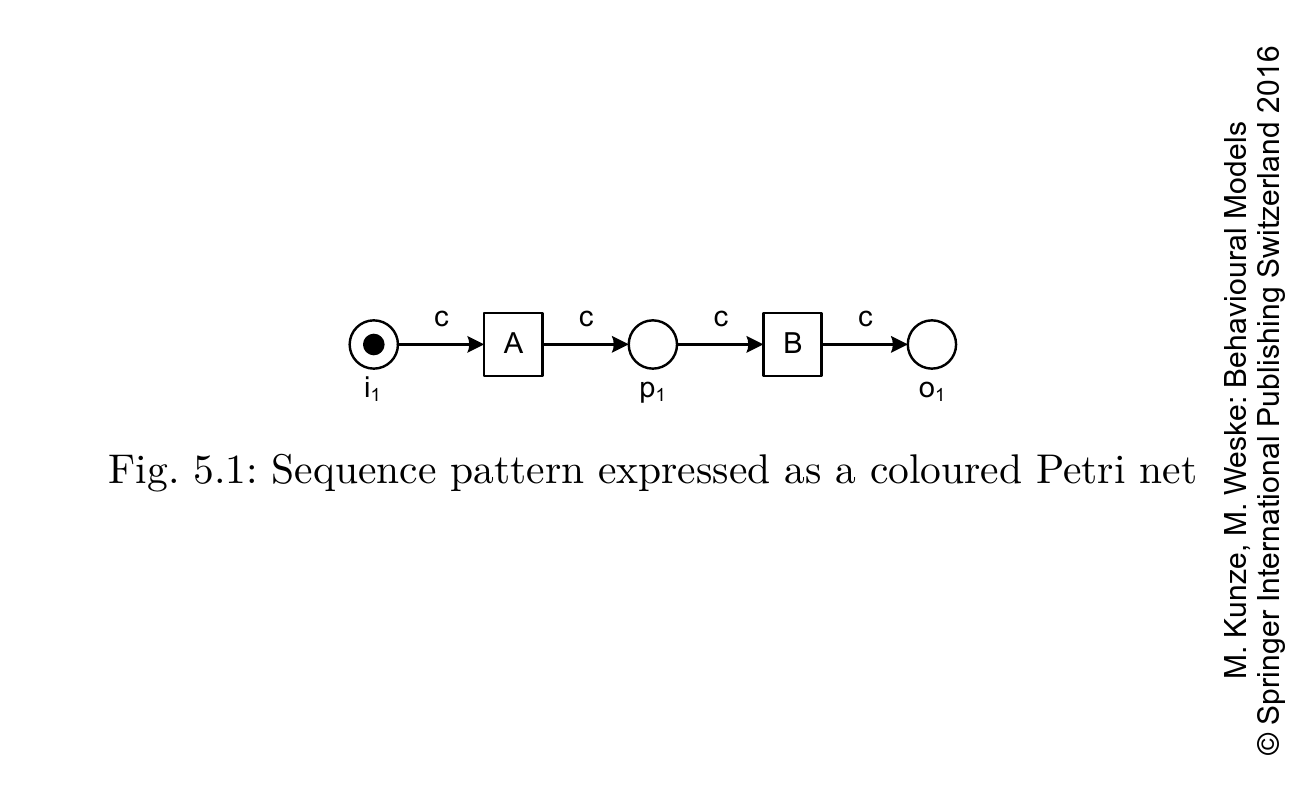 c
c
c
c
A
B
i1
p1
o1
Fig. 5.1: Sequence pattern expressed as a coloured Petri net
M. Kunze, M. Weske: Behavioural Models
© Springer International Publishing Switzerland 2016